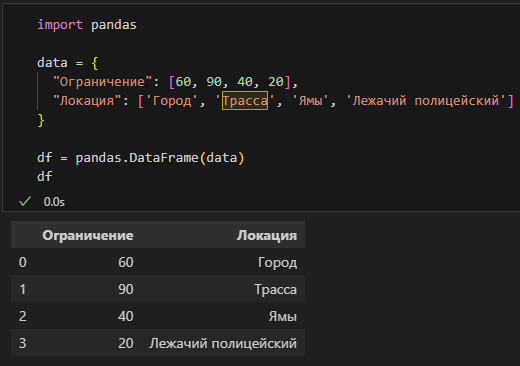 import pandas
data = {
"Ограничение": [60, 90, 40, 20],
"Локация": ['Город', 'Трасса', 'Ямы', 'Лежачий полицейский']
}
df = pandas.DataFrame(data)
df
0.0s
Ограничение Локация
0 60 Город
1 90 Трасса
2 40 Ямы
3 20 Лежачий полицейский